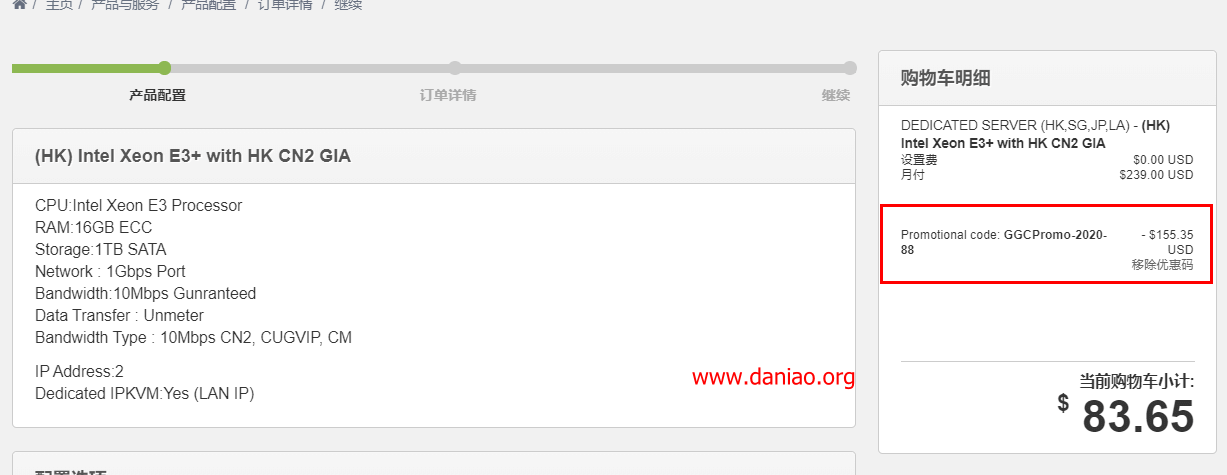 / 主页 / 产品与服务 / 产品配置 / 订单详情 / 继续
产品配置
订单详情
继续
(HK) Intel Xeon E3+ with HK CN2 GIA
CPU:Intel Xeon E3 Processor
RAM:16GB ECC
Storage:1TB SATA
Network : 1Gbps Port
Bandwidth:10Mbps Gunranteed
Data Transfer : Unmeter
Bandwidth Type : 10Mbps CN2, CUGVIP, CM
IP Address:2
Dedicated IPKVM:Yes (LAN IP)
www.daniao.org
配置选项
购物车明细
DEDICATED SERVER (HK,SG,JP,LA) - (HK)
Intel Xeon E3+ with HK CN2 GIA
设置费 $0.00 USD
月付 $239.00 USD
Promotional code: GGCPromo-2020- - $155.35
88 USD
移除优惠码
当前购物车小计:
$ 83.65